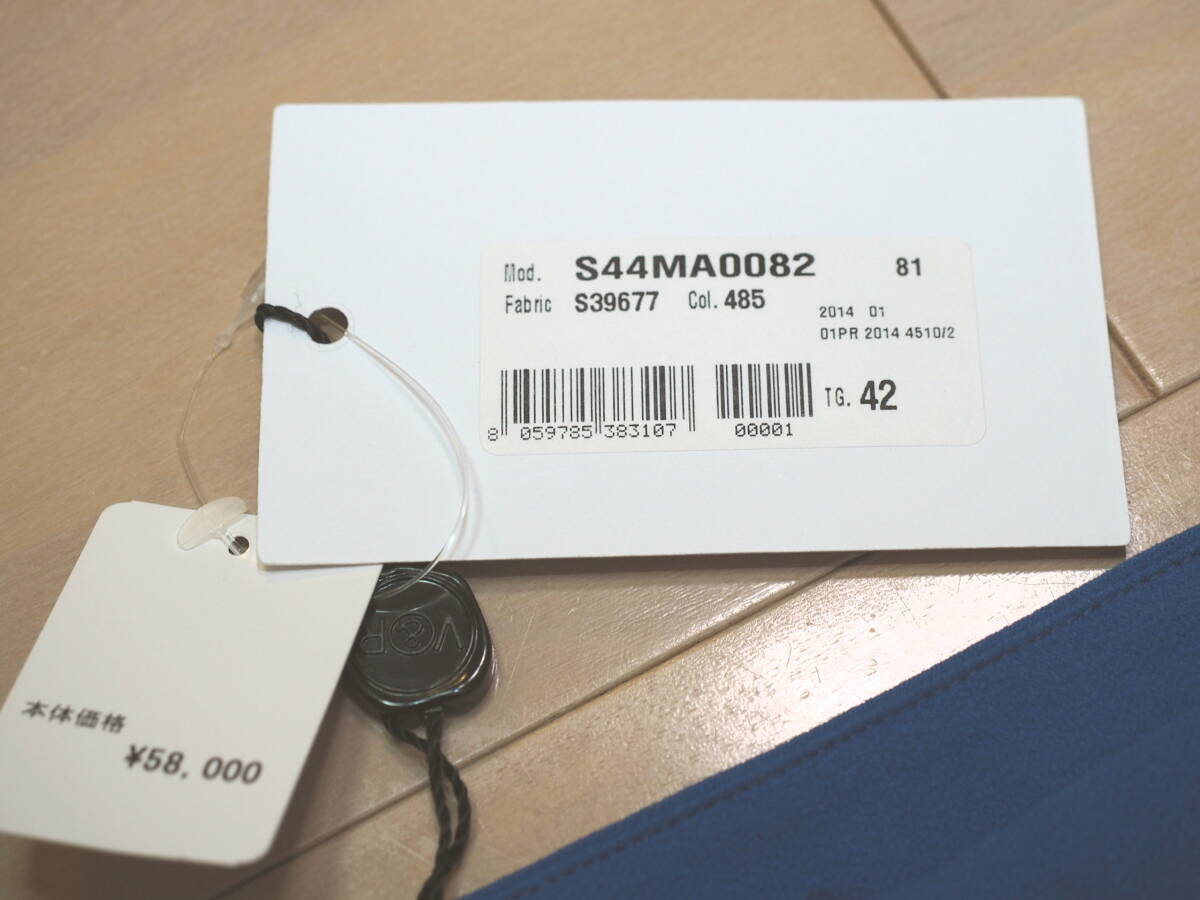 Mod. S44MA0082 81
Fabric S39677 Col. 485
2014 01
01PR 2014 4510/2
TG. 42
8 059785 383107 00001
V&R
本体価格
¥58,000